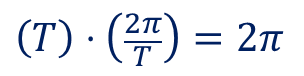 (T) · (2π/T) = 2π